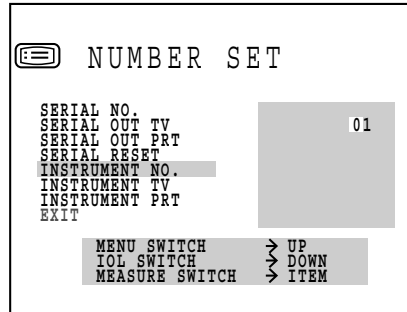 NUMBER SET
SERIAL NO.
SERIAL OUT TV 01
SERIAL OUT PRT
SERIAL RESET
INSTRUMENT NO.
INSTRUMENT TV
INSTRUMENT PRT
EXIT
MENU SWITCH → UP
IOL SWITCH → DOWN
MEASURE SWITCH → ITEM